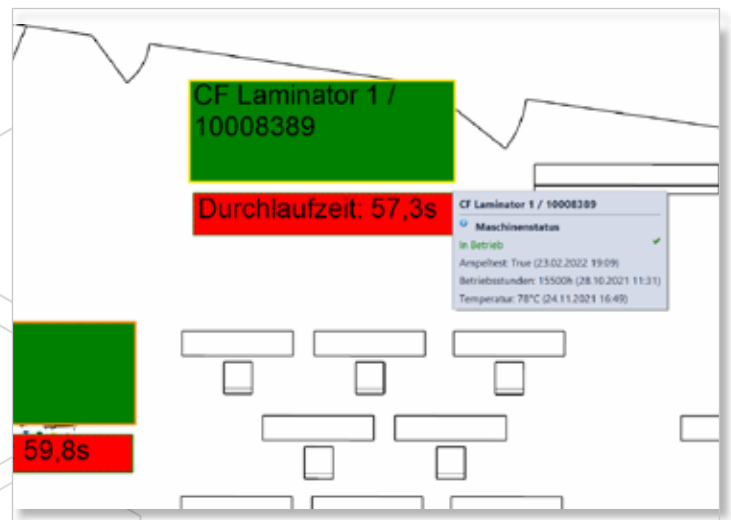 CF Laminator 1 /
10008389
Durchlaufzeit: 57,3s
CF Laminator 1 / 10008389
Maschinenstatus
In Betrieb
Ampeltest: True (23.02.2022 19:09)
Betriebsstunden: 15500h (28.10.2021 11:31)
Temperatur: 78°C (24.11.2021 16:49)
59,8s